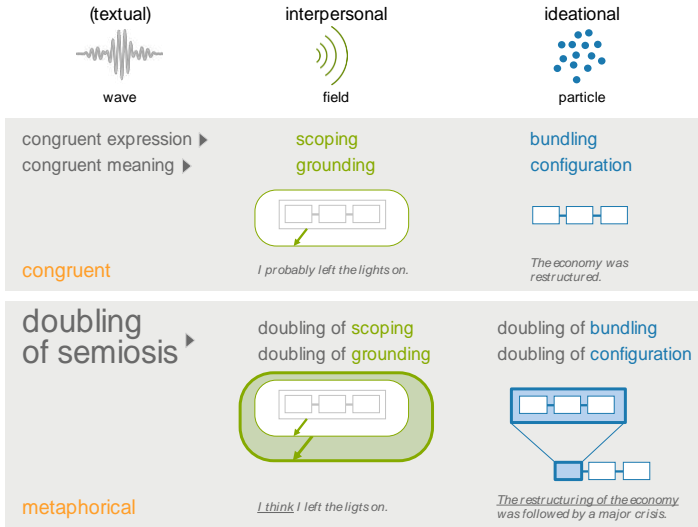 (textual)
interpersonal
ideational
wave
field
particle
congruent expression
scoping
bundling
congruent meaning
grounding
configuration
congruent
I probably left the lights on.
The economy was
restructured.
doubling
of semiosis
doubling of scoping
doubling of bundling
doubling of grounding
doubling of configuration
metaphorical
I think I left the ligts on.
The restructuring of the economy
was followed by a major crisis.